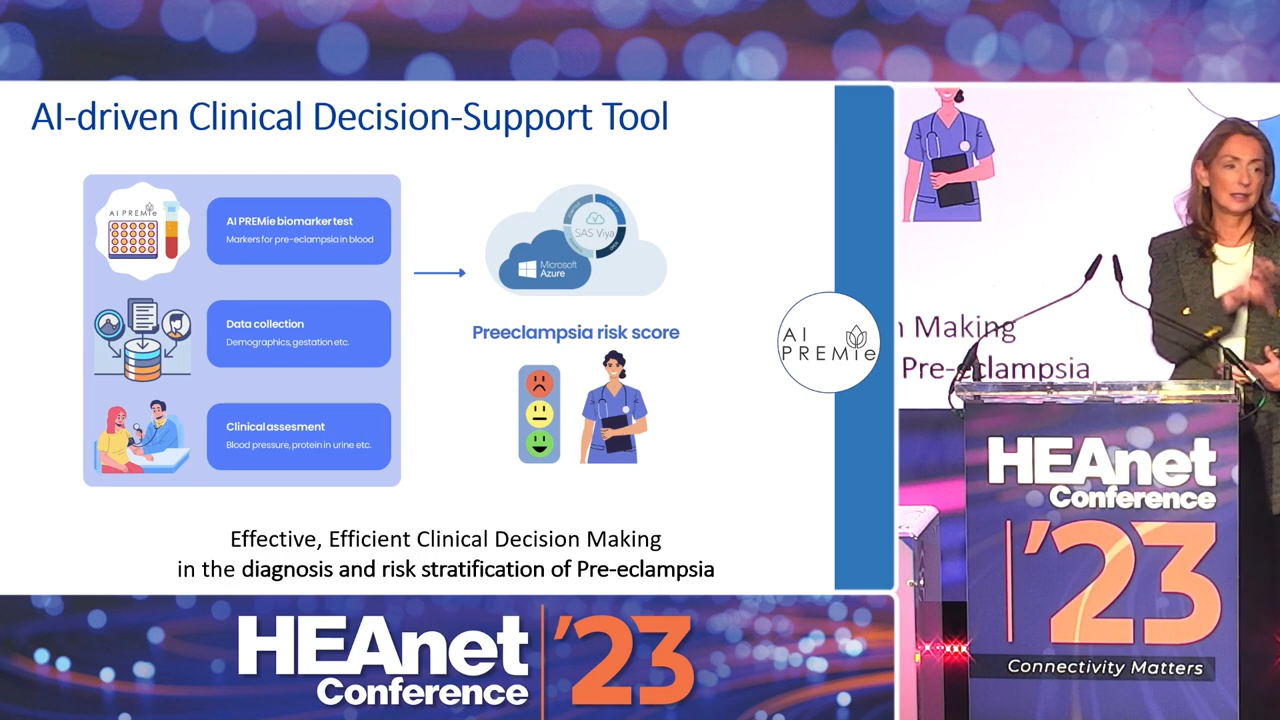 AI-driven Clinical Decision-Support Tool
AI PREMie
AI PREMie biomarker test
Markers for pre-eclampsia in blood
Data collection
Demographics, gestation etc.
Clinical assesment
Blood pressure, protein in urine etc.
SAS Viya
Microsoft
Azure
Preeclampsia risk score
AI
PREMie
Effective, Efficient Clinical Decision Making
in the diagnosis and risk stratification of Pre-eclampsia
Making
Pre-eclampsia
HEAnet
Conference
'23
Connectivity Matters
HEAnet
Conference
'23